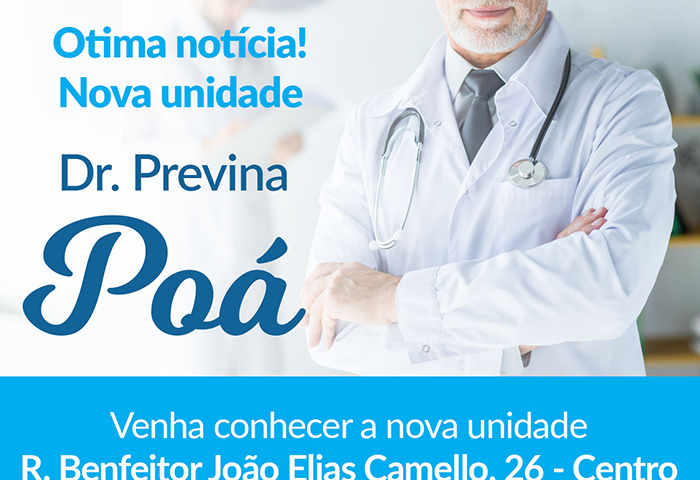 Otima notícia!
Nova unidade
Dr. Previna
Poá
Venha conhecer a nova unidade
R. Benfeitor João Elias Camello, 26 - Centro